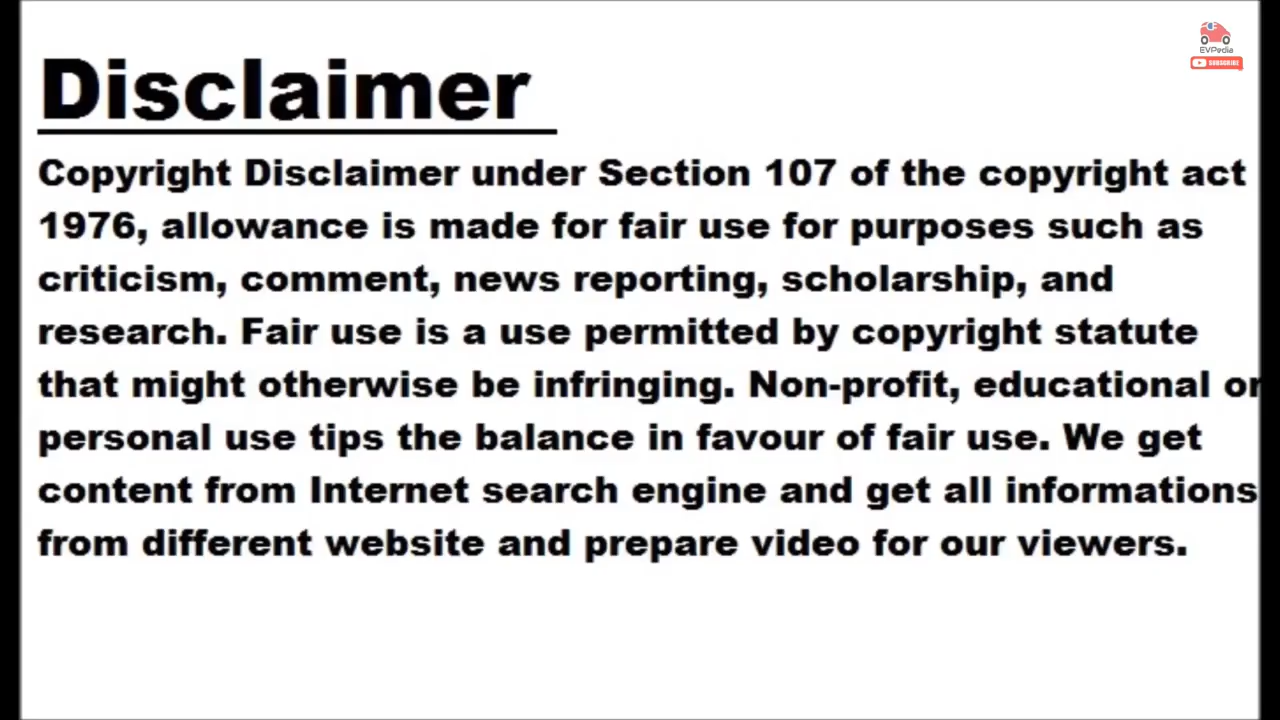 EVPedia
SUBSCRIBE
Disclaimer
Copyright Disclaimer under Section 107 of the copyright act
1976, allowance is made for fair use for purposes such as
criticism, comment, news reporting, scholarship, and
research. Fair use is a use permitted by copyright statute
that might otherwise be infringing. Non-profit, educational or
personal use tips the balance in favour of fair use. We get
content from Internet search engine and get all informations
from different website and prepare video for our viewers.